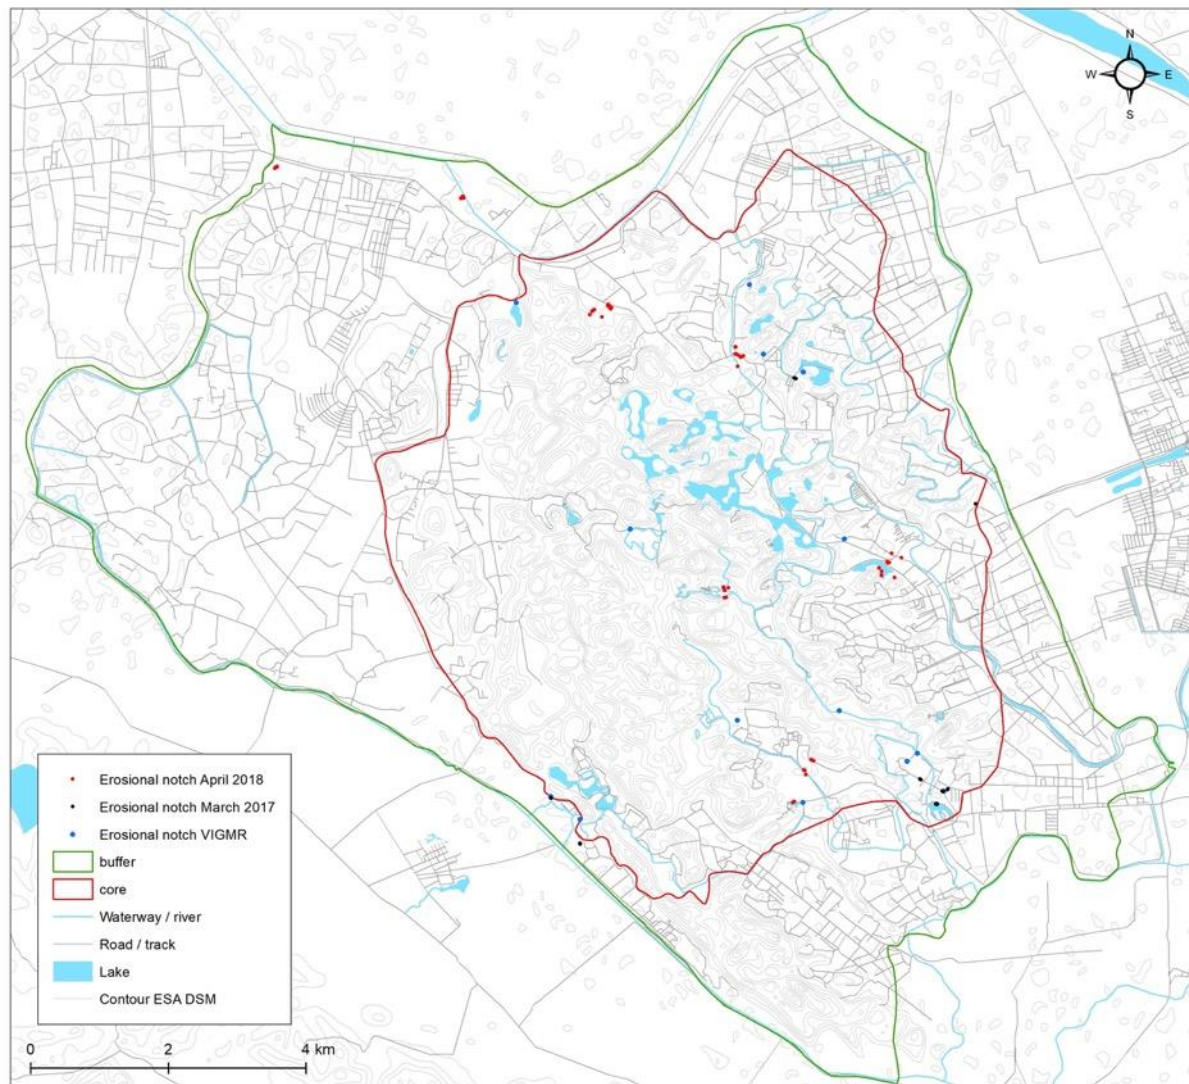 N
W E
S
Erosional notch April 2018
Erosional notch March 2017
Erosional notch VIGMR
buffer
core
Waterway / river
Road / track
Lake
Contour ESA DSM
0 2 4 km